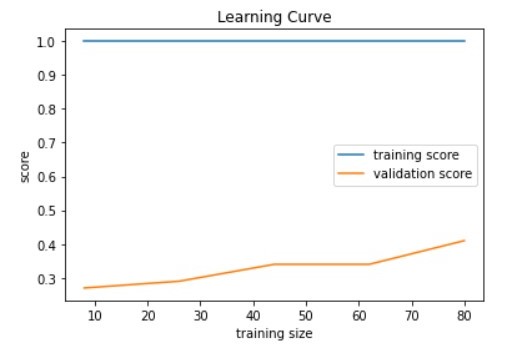 Learning Curve
1.0
0.9
0.8
0.7
0.6
0.5
0.4
0.3
score
training score
validation score
10 20 30 40 50 60 70 80
training size